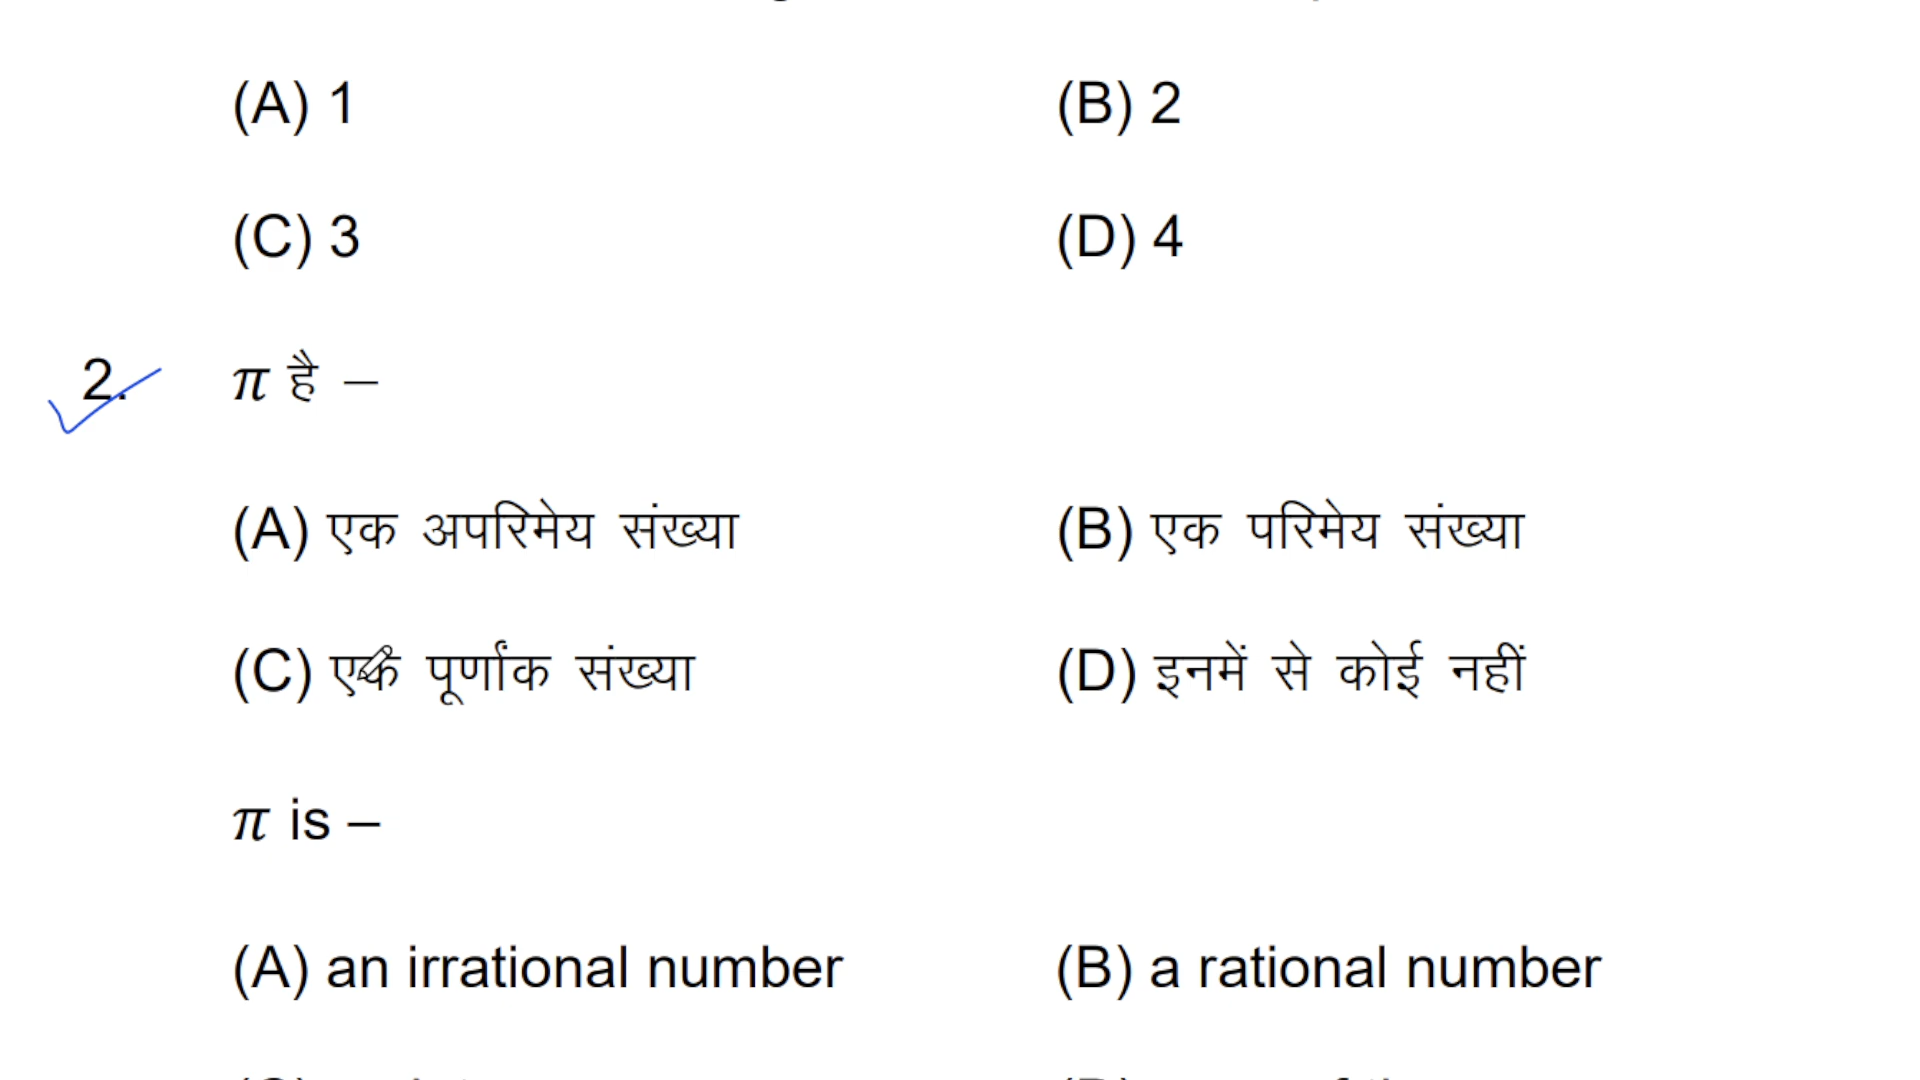 (A) 1 (B) 2
(C) 3 (D) 4
2. π है –
(A) एक अपरिमेय संख्या (B) एक परिमेय संख्या
(C) एक पूर्णांक संख्या (D) इनमें से कोई नहीं
π is –
(A) an irrational number (B) a rational number